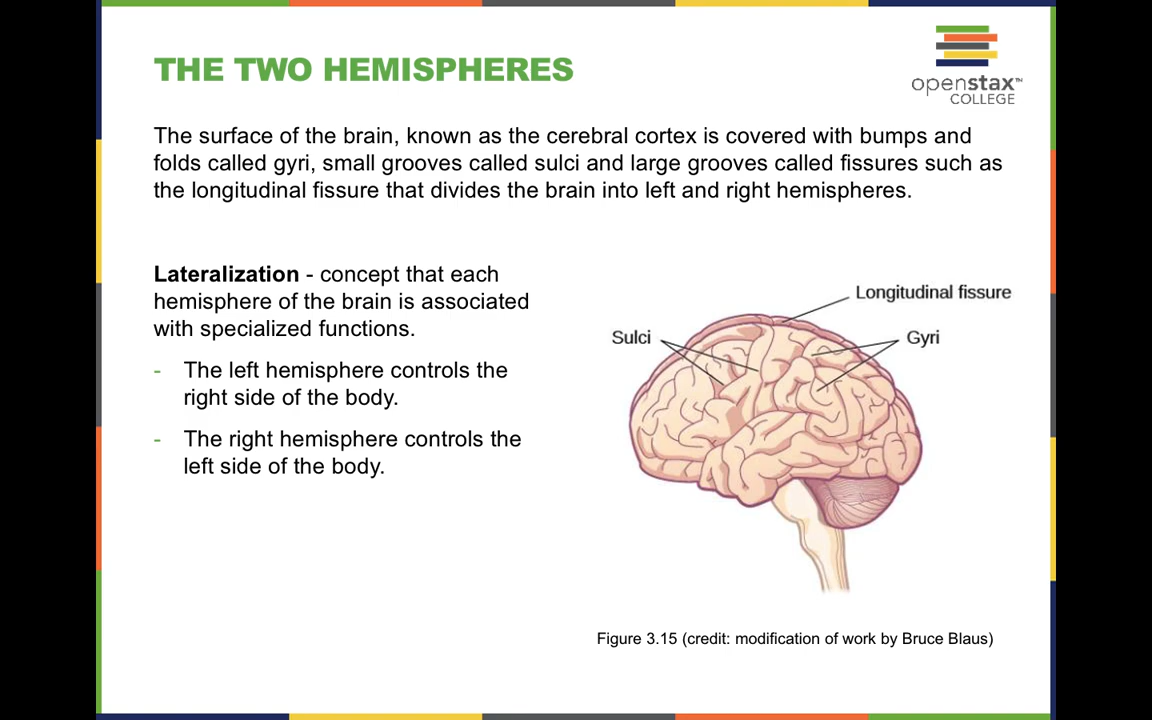 THE TWO HEMISPHERES
openstax™
COLLEGE
The surface of the brain, known as the cerebral cortex is covered with bumps and
folds called gyri, small grooves called sulci and large grooves called fissures such as
the longitudinal fissure that divides the brain into left and right hemispheres.
Lateralization - concept that each
hemisphere of the brain is associated
with specialized functions.
- The left hemisphere controls the
right side of the body.
- The right hemisphere controls the
left side of the body.
Longitudinal fissure
Sulci
Gyri
Figure 3.15 (credit: modification of work by Bruce Blaus)